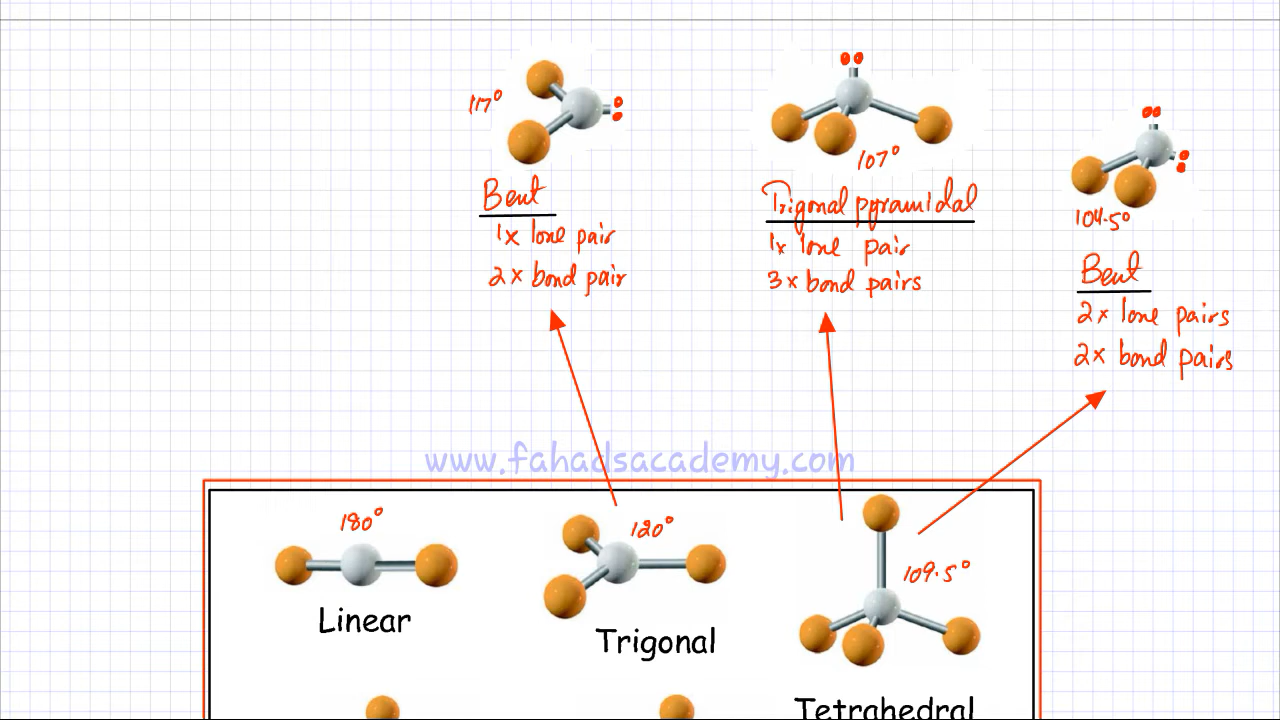 117°
Bent
1x lone pair
2x bond pair
107°
Trigonal pyramidal
1x lone pair
3x bond pairs
104.5°
Bent
2x lone pairs
2x bond pairs
www.fahadsacademy.com
180°
Linear
120°
Trigonal
109.5°
Tetrahedral